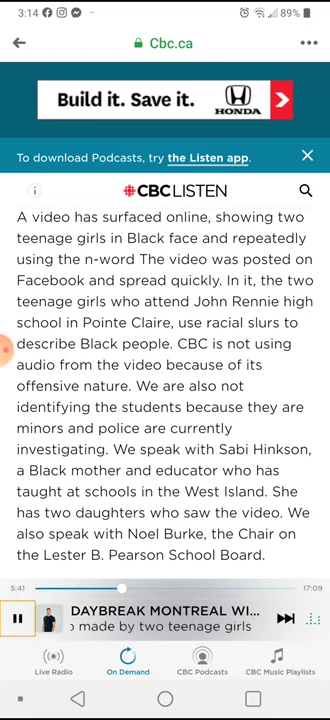 3:14 89%
Cbc.ca
Build it. Save it. HONDA
To download Podcasts, try the Listen app.
CBC LISTEN
A video has surfaced online, showing two
teenage girls in Black face and repeatedly
using the n-word The video was posted on
Facebook and spread quickly. In it, the two
teenage girls who attend John Rennie high
school in Pointe Claire, use racial slurs to
describe Black people. CBC is not using
audio from the video because of its
offensive nature. We are also not
identifying the students because they are
minors and police are currently
investigating. We speak with Sabi Hinkson,
a Black mother and educator who has
taught at schools in the West Island. She
has two daughters who saw the video. We
also speak with Noel Burke, the Chair on
the Lester B. Pearson School Board.
5:41 17:09
DAYBREAK MONTREAL WI...
o made by two teenage girls
Live Radio On Demand CBC Podcasts CBC Music Playlists